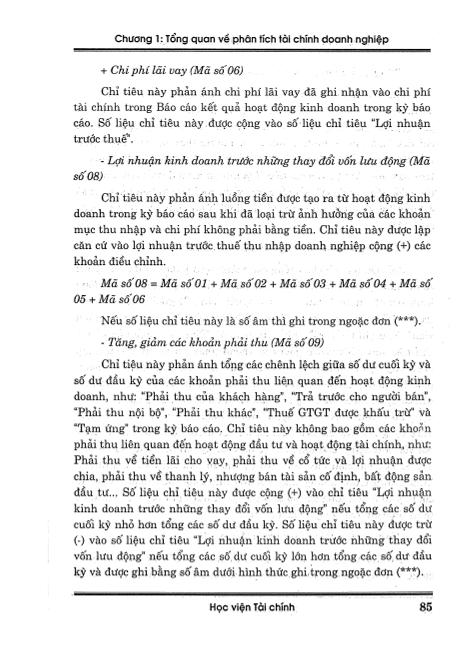 Chương 1: Tổng quan về phân tích tài chính doanh nghiệp
+ Chi phí lãi vay (Mã số 06)
Chỉ tiêu này phản ánh chi phí lãi vay đã ghi nhận vào chi phí
tài chính trong Báo cáo kết quả hoạt động kinh doanh trong kỳ báo
cáo. Số liệu chỉ tiêu này được cộng vào số liệu chỉ tiêu "Lợi nhuận
trước thuế".
- Lợi nhuận kinh doanh trước những thay đổi vốn lưu động (Mã
số 08)
Chỉ tiêu này phản ánh luồng tiền được tạo ra từ hoạt động kinh
doanh trong kỳ báo cáo sau khi đã loại trừ ảnh hưởng của các khoản
mục thu nhập và chi phí không phải bằng tiền. Chỉ tiêu này được lập
căn cứ vào lợi nhuận trước thuế thu nhập doanh nghiệp cộng (+) các
khoản điều chỉnh.
Mã số 08 = Mã số 01 + Mã số 02 + Mã số 03 + Mã số 04 + Mã số
05 + Mã số 06
Nếu số liệu chỉ tiêu này là số âm thì ghi trong ngoặc đơn (***).
- Tăng, giảm các khoản phải thu (Mã số 09)
Chỉ tiêu này phản ánh tổng các chênh lệch giữa số dư cuối kỳ và
số dư đầu kỳ của các khoản phải thu liên quan đến hoạt động kinh
doanh, như: "Phải thu của khách hàng", "Trả trước cho người bán",
"Phải thu nội bộ", "Phải thu khác", "Thuế GTGT được khấu trừ" và
"Tạm ứng" trong kỳ báo cáo. Chỉ tiêu này không bao gồm các khoản
phải thu liên quan đến hoạt động đầu tư và hoạt động tài chính, như:
Phải thu về tiền lãi cho vay, phải thu về cổ tức và lợi nhuận được
chia, phải thu về thanh lý, nhượng bán tài sản cố định, bất động sản
đầu tư... Số liệu chỉ tiêu này được cộng (+) vào chỉ tiêu "Lợi nhuận
kinh doanh trước những thay đổi vốn lưu động" nếu tổng các số dư
cuối kỳ nhỏ hơn tổng các số dư đầu kỳ. Số liệu chỉ tiêu này được trừ
(-) vào số liệu chỉ tiêu "Lợi nhuận kinh doanh trước những thay đổi
vốn lưu động" nếu tổng các số dư cuối kỳ lớn hơn tổng các số dư đầu
kỳ và được ghi bằng số âm dưới hình thức ghi trong ngoặc đơn (***).
Học viện Tài chính 85